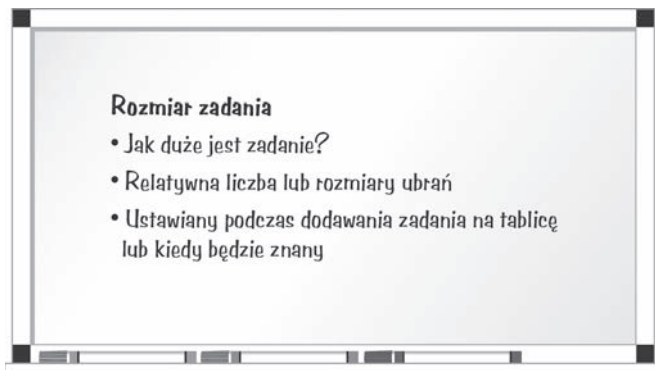 Rozmiar zadania
• Jak duże jest zadanie?
• Relatywna liczba lub rozmiary ubrań
• Ustawiany podczas dodawania zadania na tablicę
lub kiedy będzie znany